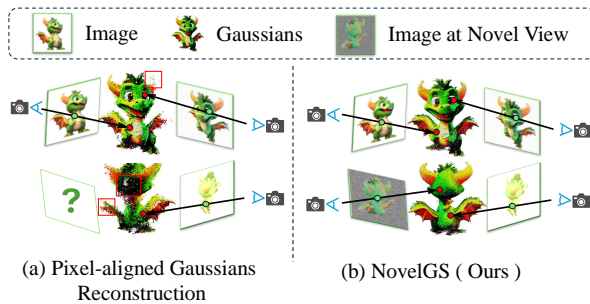 Image
Gaussians
Image at Novel View
?
(a) Pixel-aligned Gaussians
Reconstruction
(b) NovelGS ( Ours )